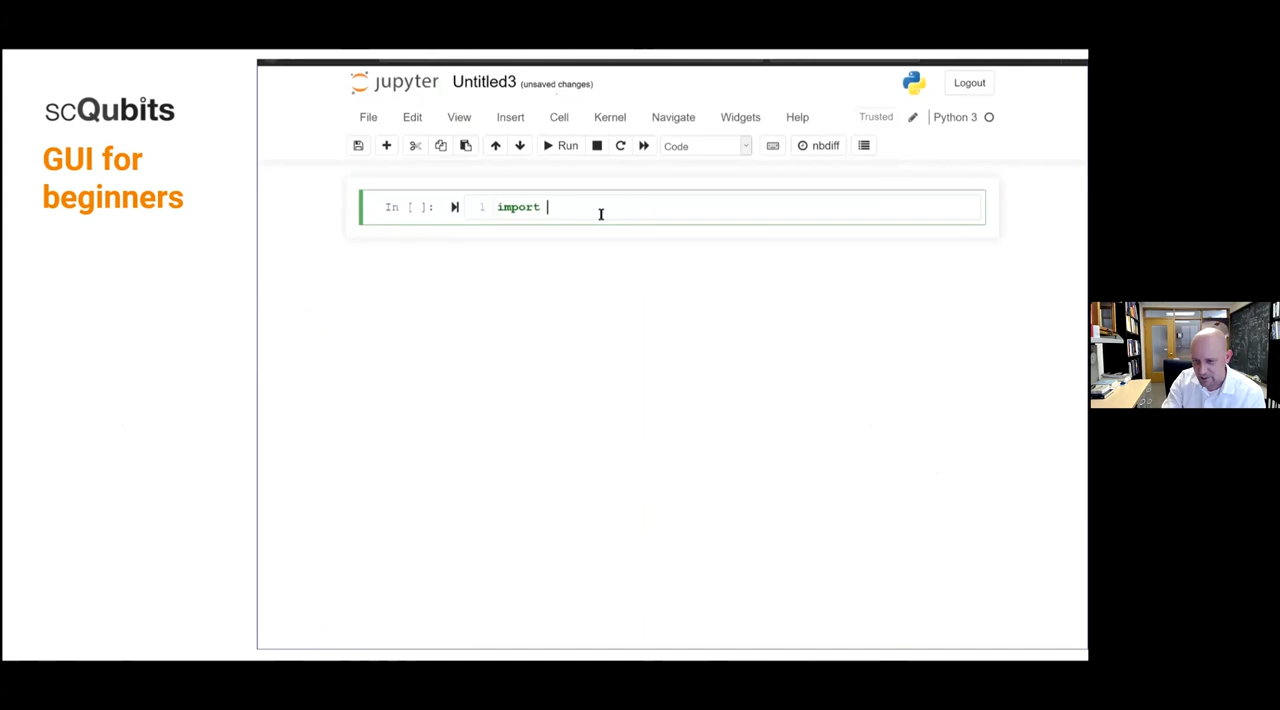 scQubits
GUI for
beginners
jupyter Untitled3 (unsaved changes)
Logout
File Edit View Insert Cell Kernel Navigate Widgets Help
Trusted
Python 3
Run
Code
nbdiff
In [ ]:
1 import